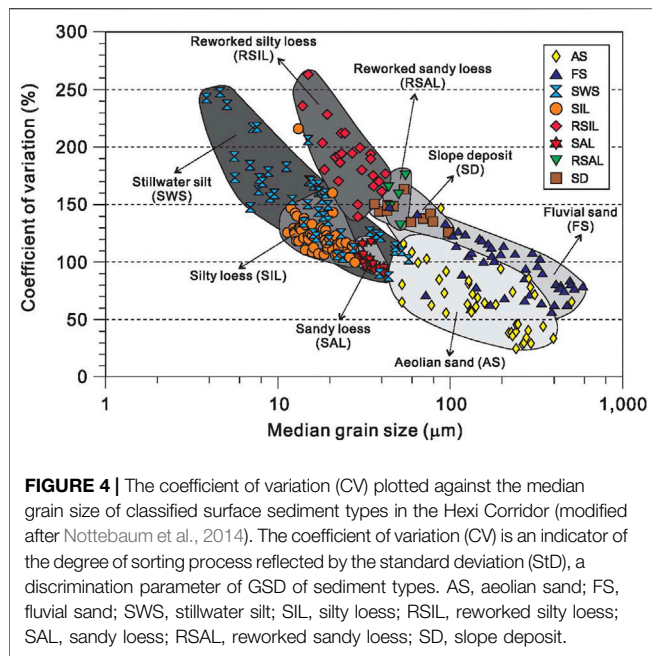 300
250
200
150
100
50
0
Coefficient of variation (%)
1
10
100
1,000
Median grain size (μm)
Reworked silty loess
(RSIL)
Reworked sandy loess
(RSAL)
Slope deposit
(SD)
Fluvial sand
(FS)
Stillwater silt
(SWS)
Silty loess (SIL)
Sandy loess
(SAL)
Aeolian sand (AS)
AS
FS
SWS
SIL
RSIL
SAL
RSAL
SD
FIGURE 4 | The coefficient of variation (CV) plotted against the median
grain size of classified surface sediment types in the Hexi Corridor (modified
after Nottebaum et al., 2014). The coefficient of variation (CV) is an indicator of
the degree of sorting process reflected by the standard deviation (StD), a
discrimination parameter of GSD of sediment types. AS, aeolian sand; FS,
fluvial sand; SWS, stillwater silt; SIL, silty loess; RSIL, reworked silty loess;
SAL, sandy loess; RSAL, reworked sandy loess; SD, slope deposit.